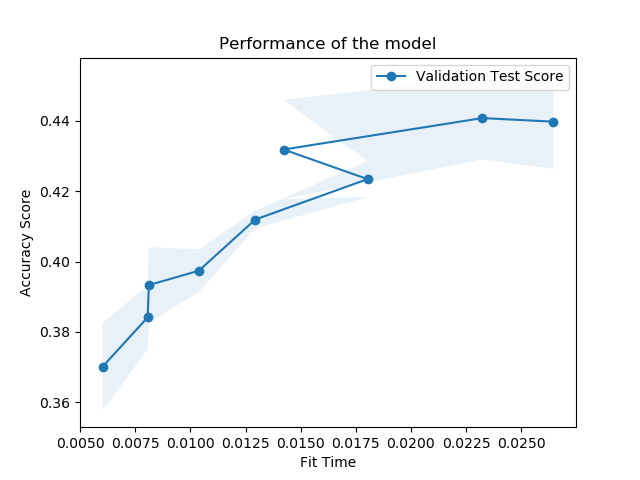 Performance of the model
Validation Test Score
Accuracy Score
0.44
0.42
0.40
0.38
0.36
0.0050 0.0075 0.0100 0.0125 0.0150 0.0175 0.0200 0.0225 0.0250
Fit Time